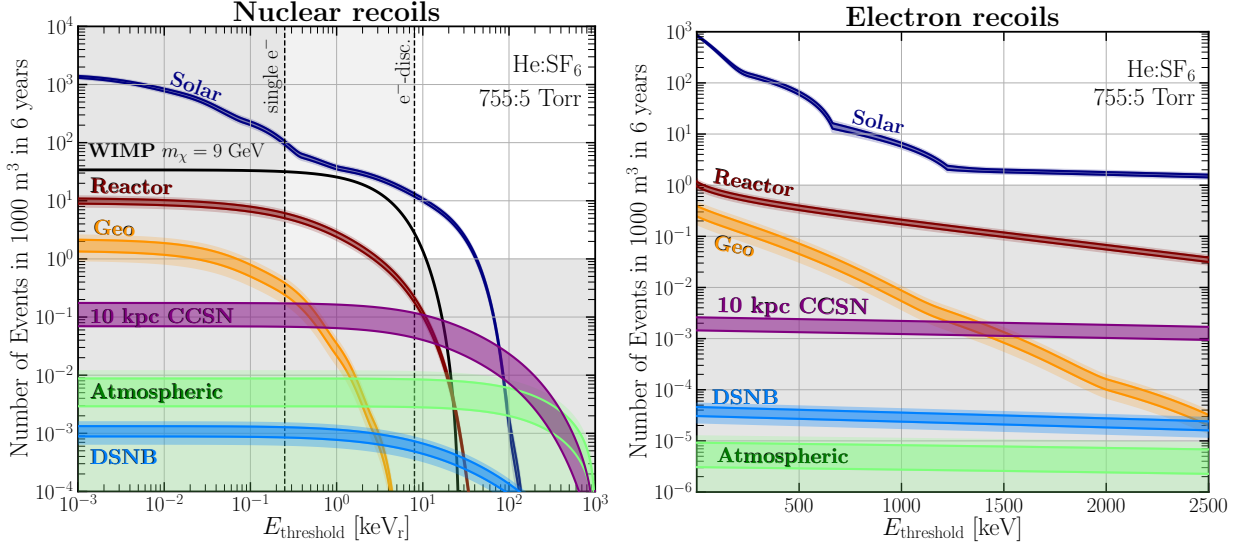 Nuclear recoils
Number of Events in 1000 m³ in 6 years
10⁴
10³
10²
10¹
10⁰
10⁻¹
10⁻²
10⁻³
10⁻⁴
Solar
single e⁻
e⁻-disc.
He:SF₆
755:5 Torr
WIMP m_χ = 9 GeV
Reactor
Geo
10 kpc CCSN
Atmospheric
DSNB
10⁻³ 10⁻² 10⁻¹ 10⁰ 10¹ 10² 10³
E_threshold [keV_r]
Electron recoils
Number of Events in 1000 m³ in 6 years
10³
10²
10¹
10⁰
10⁻¹
10⁻²
10⁻³
10⁻⁴
10⁻⁵
10⁻⁶
He:SF₆
755:5 Torr
Solar
Reactor
Geo
10 kpc CCSN
DSNB
Atmospheric
500 1000 1500 2000 2500
E_threshold [keV]